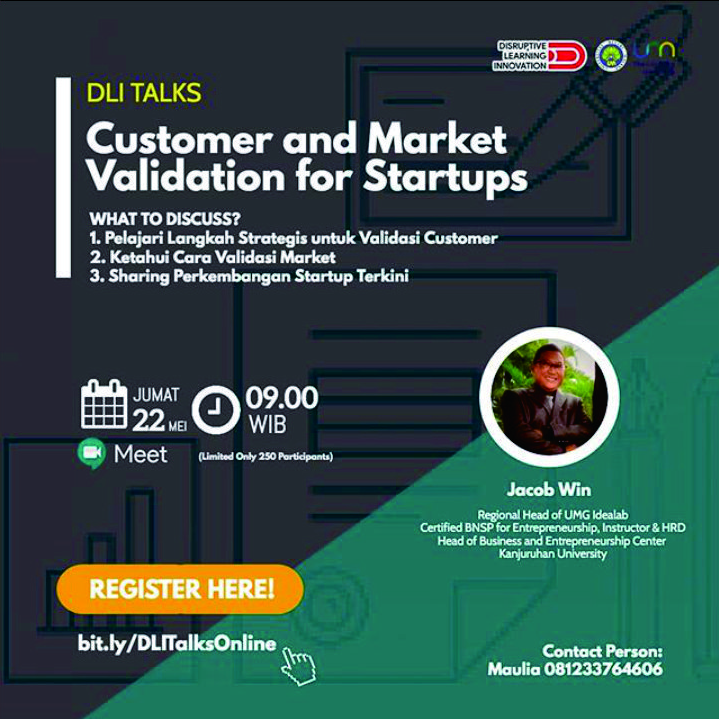 DISRUPTIVE
LEARNING
INNOVATION
DLI TALKS
Customer and Market
Validation for Startups
WHAT TO DISCUSS?
1. Pelajari Langkah Strategis untuk Validasi Customer
2. Ketahui Cara Validasi Market
3. Sharing Perkembangan Startup Terkini
JUMAT
22 MEI
09.00
WIB
Meet
(Limited Only 250 Participants)
Jacob Win
Regional Head of UMG Idealab
Certified BNSP for Entrepreneurship, Instructor & HRD
Head of Business and Entrepreneurship Center
Kanjuruhan University
REGISTER HERE!
bit.ly/DLITalksOnline
Contact Person:
Maulia 081233764606